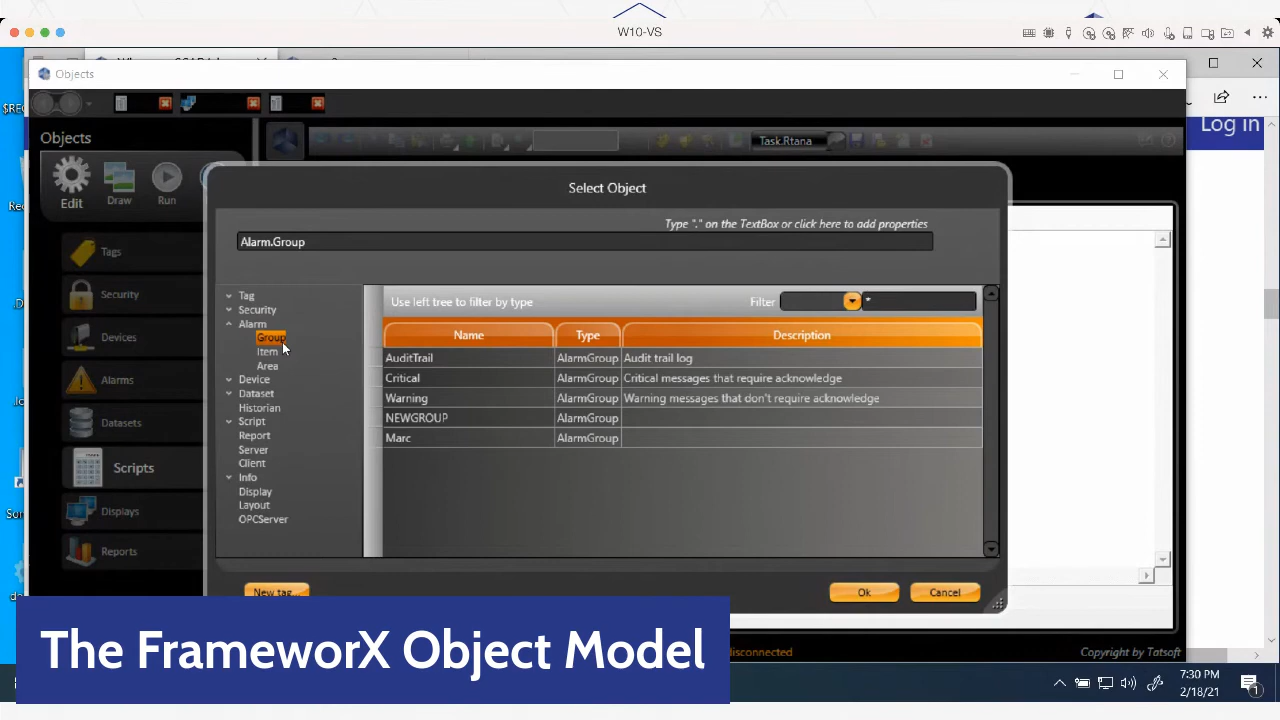 W10-VS
Objects
$RE
Log in
Objects
Task.Rtana
Edit
Draw
Run
Select Object
Type "." on the TextBox or click here to add properties
Alarm.Group
Tags
Security
Devices
Alarms
Datasets
Scripts
Displays
Reports
Tag
Security
Alarm
Group
Item
Area
Device
Dataset
Historian
Script
Report
Server
Client
Info
Display
Layout
OPCServer
Use left tree to filter by type
Filter
*
Name Type Description
AuditTrail AlarmGroup Audit trail log
Critical AlarmGroup Critical messages that require acknowledge
Warning AlarmGroup Warning messages that don't require acknowledge
NEWGROUP AlarmGroup
Marc AlarmGroup
New tag...
Ok
Cancel
disconnected
Copyright by Tatsoft
The FrameworX Object Model
7:30 PM
2/18/21
1